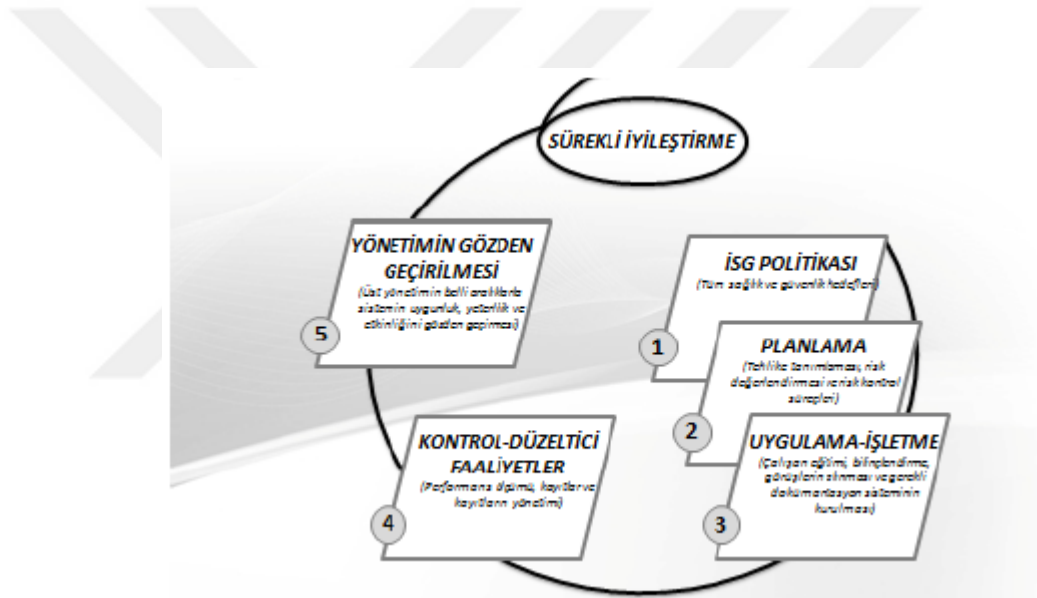 SÜREKLİ İYİLEŞTİRME
İSG POLİTİKASI
(Tüm sağlık ve güvenlik hedefleri)
1
PLANLAMA
(Tehlike tanımlaması, risk
değerlendirmesi ve risk kontrol
süreçleri)
2
UYGULAMA-İŞLETME
(Çalışan eğitimi, bilinçlendirme,
görüşlerin alınması ve gerekli
dokümantasyon sisteminin
kurulması)
3
KONTROL-DÜZELTİCİ
FAALİYETLER
(Performans ölçümü, kayıtlar ve
kayıtların yönetimi)
4
YÖNETİMİN GÖZDEN
GEÇİRİLMESİ
(Üst yönetimin belli aralıklarla
sistemin uygunluk, yeterlilik ve
etkinliğini gözden geçirmesi)
5